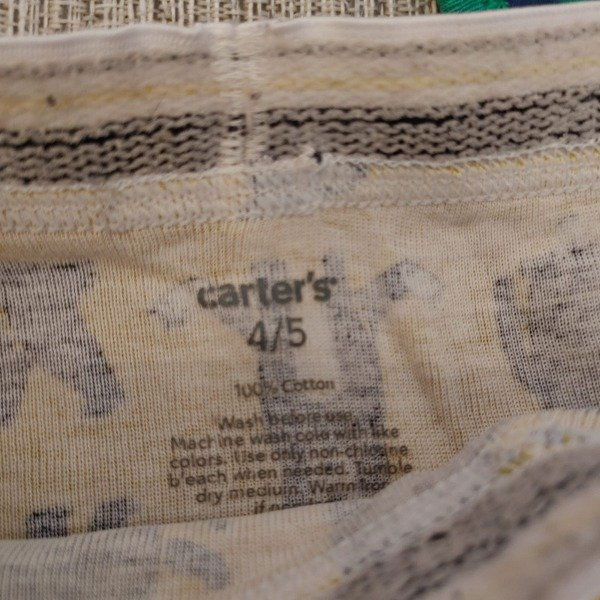 carter's
4/5
100% Cotton
Wash before use.
Machine wash cold with like
colors. Use only non-chlorine
bleach when needed. Tumble
dry medium. Warm iron
if